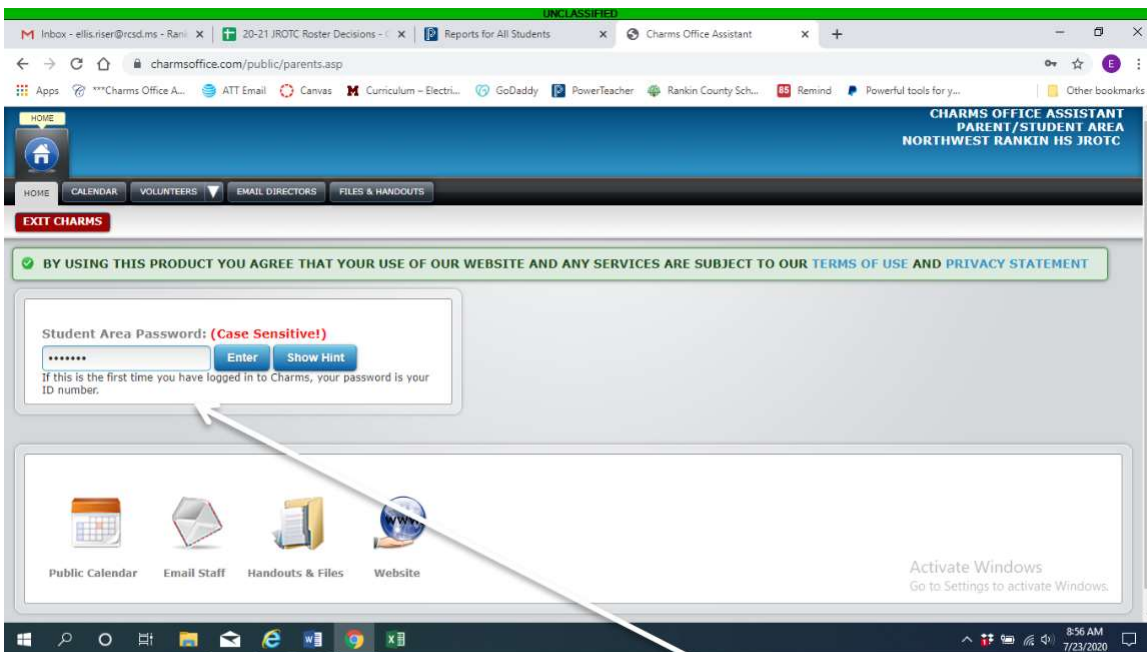 UNCLASSIFIED
Inbox - ellis.riser@rcsd.ms - Rani
20-21 JROTC Roster Decisions - G
Reports for All Students
Charms Office Assistant
charmsoffice.com/public/parents.asp
E
Apps
***Charms Office A...
ATT Email
Canvas
Curriculum – Electri...
GoDaddy
PowerTeacher
Rankin County Sch...
Remind
Powerful tools for y...
Other bookmarks
HOME
CHARMS OFFICE ASSISTANT
PARENT/STUDENT AREA
NORTHWEST RANKIN HS JROTC
HOME
CALENDAR
VOLUNTEERS
EMAIL DIRECTORS
FILES & HANDOUTS
EXIT CHARMS
BY USING THIS PRODUCT YOU AGREE THAT YOUR USE OF OUR WEBSITE AND ANY SERVICES ARE SUBJECT TO OUR TERMS OF USE AND PRIVACY STATEMENT
Student Area Password: (Case Sensitive!)
•••••••
Enter
Show Hint
If this is the first time you have logged in to Charms, your password is your
ID number.
www.
Public Calendar
Email Staff
Handouts & Files
Website
Activate Windows
Go to Settings to activate Windows.
8:56 AM
7/23/2020